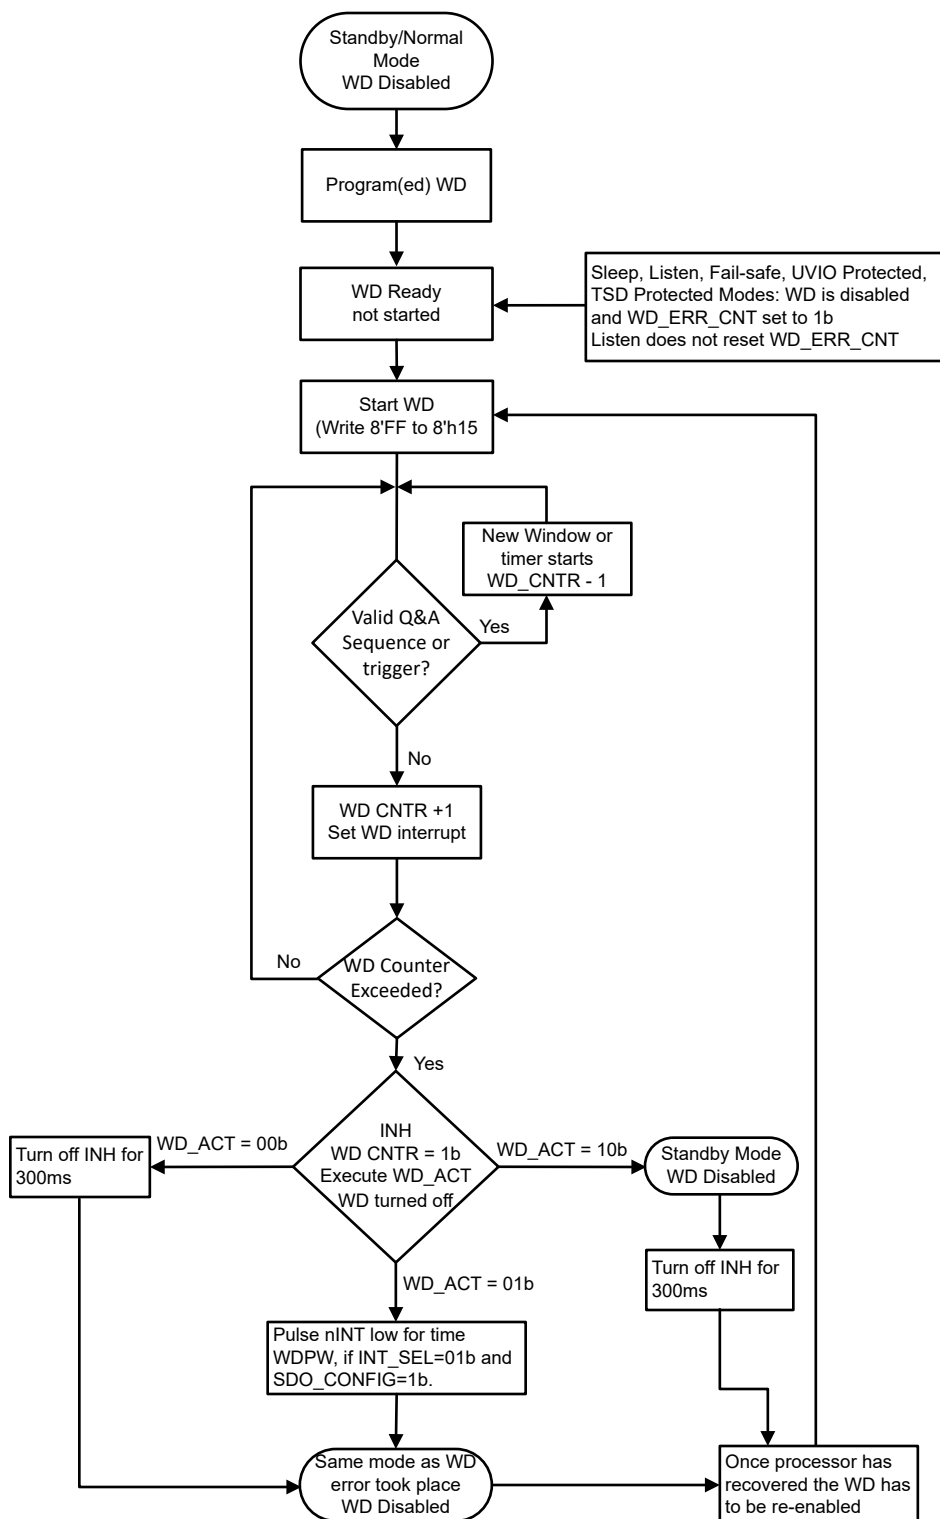 Standby/Normal
Mode
WD Disabled
Program(ed) WD
WD Ready
not started
Sleep, Listen, Fail-safe, UVIO Protected,
TSD Protected Modes: WD is disabled
and WD_ERR_CNT set to 1b
Listen does not reset WD_ERR_CNT
Start WD
(Write 8'FF to 8'h15
New Window or
timer starts
WD_CNTR - 1
Valid Q&A
Sequence or
trigger?
Yes
No
WD CNTR +1
Set WD interrupt
No
WD Counter
Exceeded?
Yes
INH
WD CNTR = 1b
Execute WD_ACT
WD turned off
WD_ACT = 00b
Turn off INH for
300ms
WD_ACT = 10b
Standby Mode
WD Disabled
Turn off INH for
300ms
WD_ACT = 01b
Pulse nINT low for time
WDPW, if INT_SEL=01b and
SDO_CONFIG=1b.
Same mode as WD
error took place
WD Disabled
Once processor has
recovered the WD has
to be re-enabled